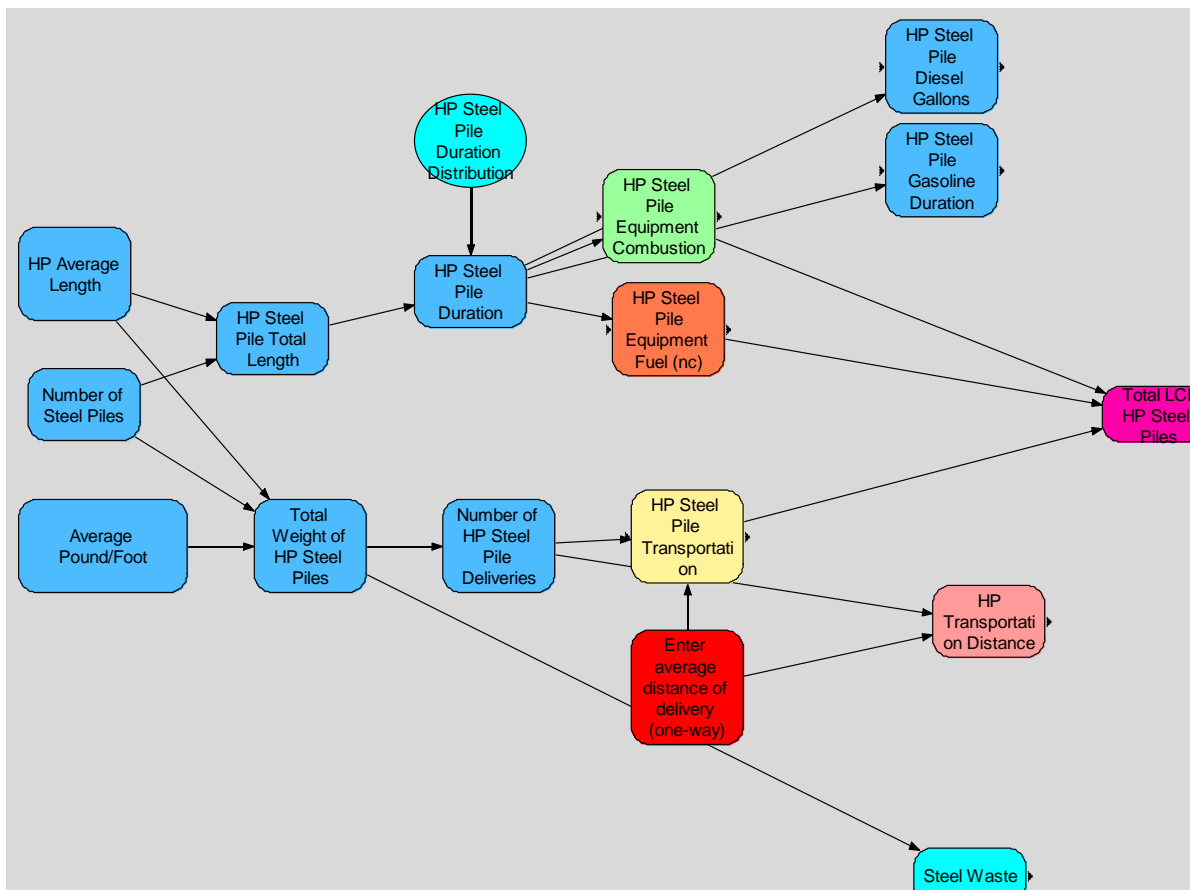 HP Steel
Pile
Diesel
Gallons
HP Steel
Pile
Duration
Distribution
HP Steel
Pile
Gasoline
Duration
HP Steel
Pile
Equipment
Combustion
HP Average
Length
HP Steel
Pile
Duration
HP Steel
Pile Total
Length
HP Steel
Pile
Equipment
Fuel (nc)
Number of
Steel Piles
Total LCI
HP Steel
Piles
Average
Pound/Foot
Total
Weight of
HP Steel
Piles
Number of
HP Steel
Pile
Deliveries
HP Steel
Pile
Transportati
on
HP
Transportati
on Distance
Enter
average
distance of
delivery
(one-way)
Steel Waste